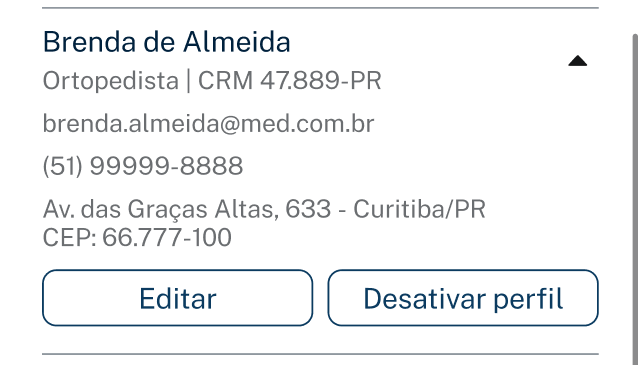 Brenda de Almeida
Ortopedista | CRM 47.889-PR
brenda.almeida@med.com.br
(51) 99999-8888
Av. das Graças Altas, 633 - Curitiba/PR
CEP: 66.777-100
Editar
Desativar perfil